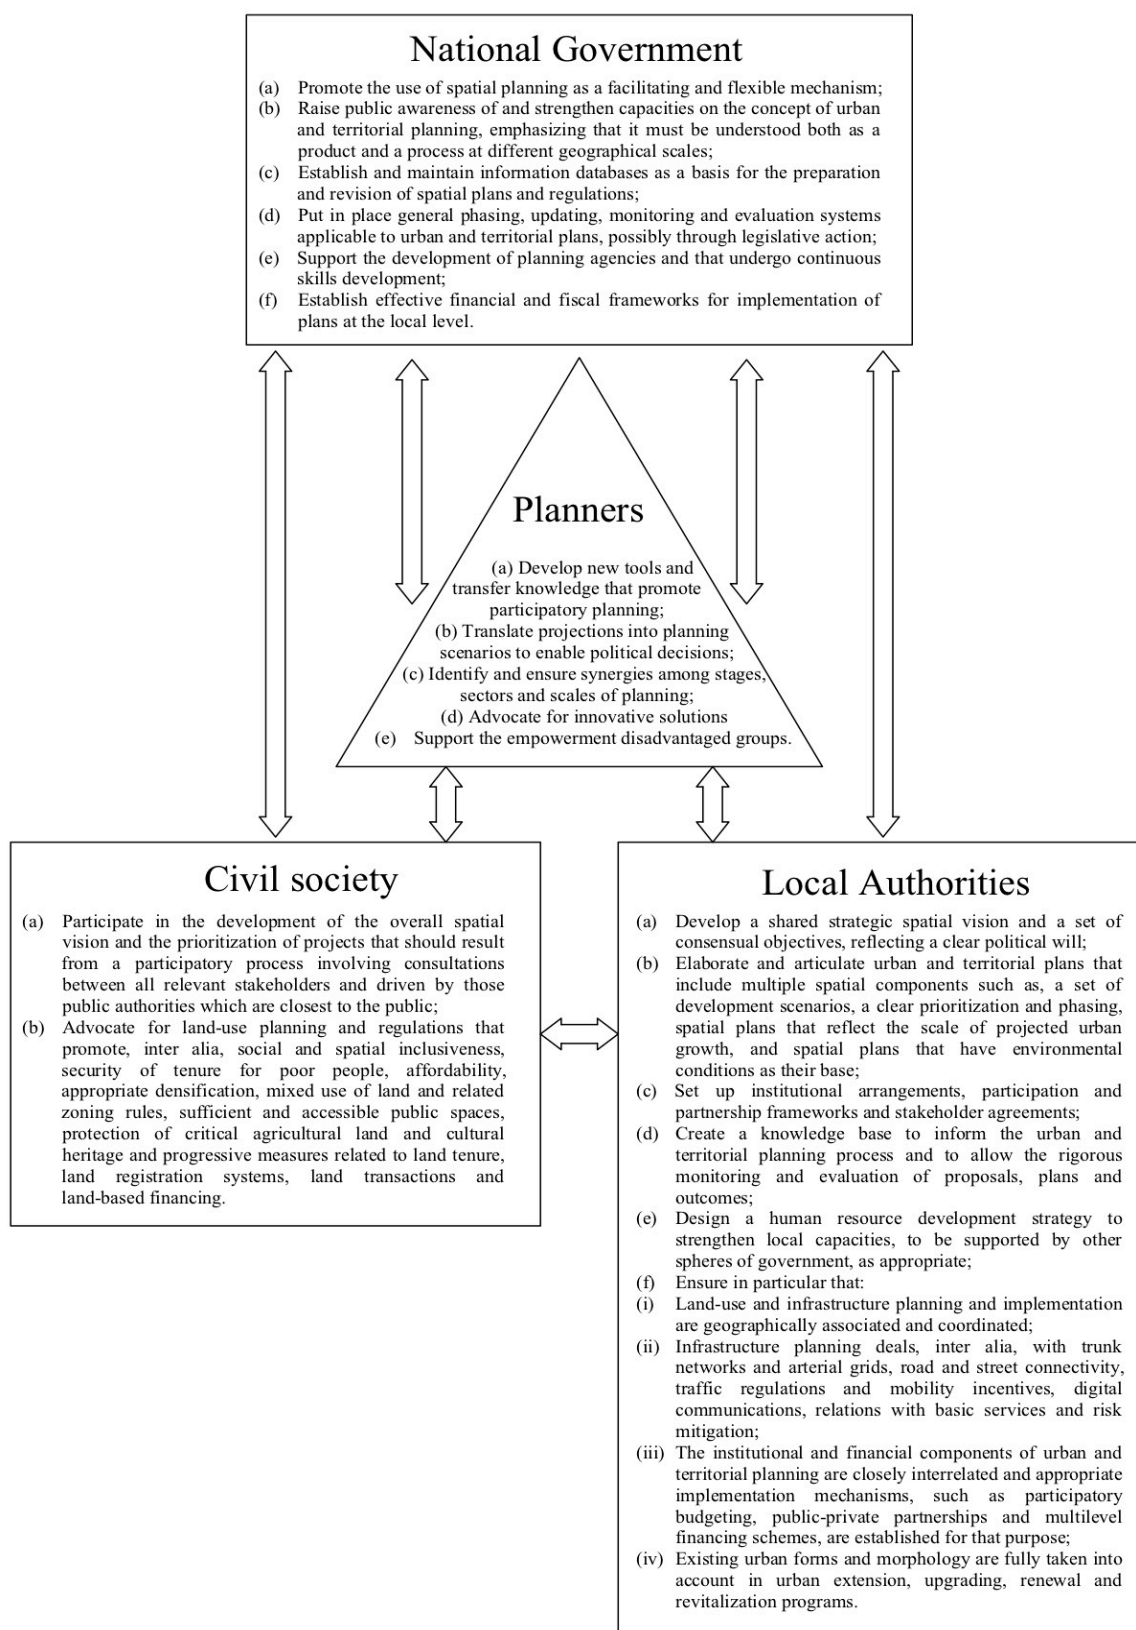 National Government
(a) Promote the use of spatial planning as a facilitating and flexible mechanism;
(b) Raise public awareness of and strengthen capacities on the concept of urban
and territorial planning, emphasizing that it must be understood both as a
product and a process at different geographical scales;
(c) Establish and maintain information databases as a basis for the preparation
and revision of spatial plans and regulations;
(d) Put in place general phasing, updating, monitoring and evaluation systems
applicable to urban and territorial plans, possibly through legislative action;
(e) Support the development of planning agencies and that undergo continuous
skills development;
(f) Establish effective financial and fiscal frameworks for implementation of
plans at the local level.
Planners
(a) Develop new tools and
transfer knowledge that promote
participatory planning;
(b) Translate projections into planning
scenarios to enable political decisions;
(c) Identify and ensure synergies among stages,
sectors and scales of planning;
(d) Advocate for innovative solutions
(e) Support the empowerment disadvantaged groups.
Civil society
(a) Participate in the development of the overall spatial
vision and the prioritization of projects that should result
from a participatory process involving consultations
between all relevant stakeholders and driven by those
public authorities which are closest to the public;
(b) Advocate for land-use planning and regulations that
promote, inter alia, social and spatial inclusiveness,
security of tenure for poor people, affordability,
appropriate densification, mixed use of land and related
zoning rules, sufficient and accessible public spaces,
protection of critical agricultural land and cultural
heritage and progressive measures related to land tenure,
land registration systems, land transactions and
land-based financing.
Local Authorities
(a) Develop a shared strategic spatial vision and a set of
consensual objectives, reflecting a clear political will;
(b) Elaborate and articulate urban and territorial plans that
include multiple spatial components such as, a set of
development scenarios, a clear prioritization and phasing,
spatial plans that reflect the scale of projected urban
growth, and spatial plans that have environmental
conditions as their base;
(c) Set up institutional arrangements, participation and
partnership frameworks and stakeholder agreements;
(d) Create a knowledge base to inform the urban and
territorial planning process and to allow the rigorous
monitoring and evaluation of proposals, plans and
outcomes;
(e) Design a human resource development strategy to
strengthen local capacities, to be supported by other
spheres of government, as appropriate;
(f) Ensure in particular that:
(i) Land-use and infrastructure planning and implementation
are geographically associated and coordinated;
(ii) Infrastructure planning deals, inter alia, with trunk
networks and arterial grids, road and street connectivity,
traffic regulations and mobility incentives, digital
communications, relations with basic services and risk
mitigation;
(iii) The institutional and financial components of urban and
territorial planning are closely interrelated and appropriate
implementation mechanisms, such as participatory
budgeting, public-private partnerships and multilevel
financing schemes, are established for that purpose;
(iv) Existing urban forms and morphology are fully taken into
account in urban extension, upgrading, renewal and
revitalization programs.